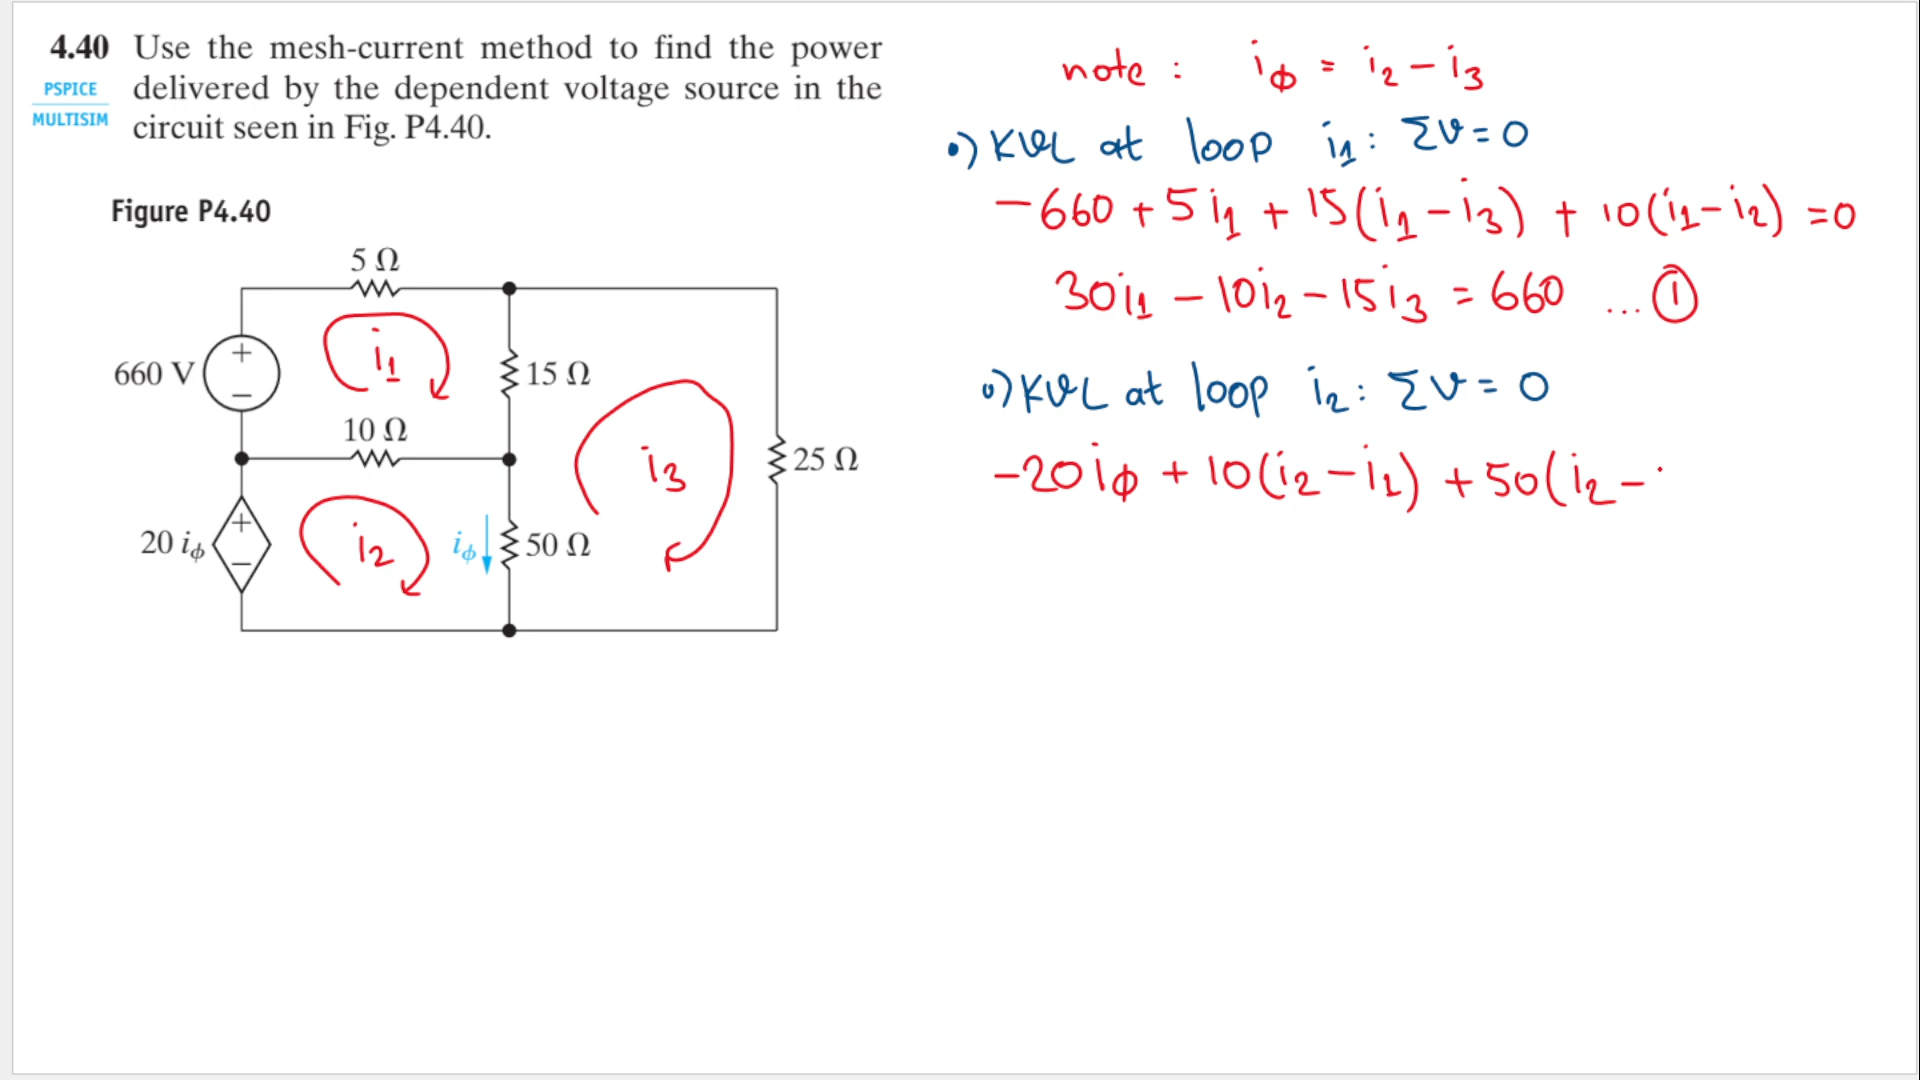 4.40 Use the mesh-current method to find the power
PSPICE delivered by the dependent voltage source in the
MULTISIM circuit seen in Fig. P4.40.
Figure P4.40
5 Ω
660 V
+
−
i1
15 Ω
10 Ω
i3
25 Ω
20 iϕ
+
−
i2
iϕ
50 Ω
note : iϕ = i2 − i3
•) KVL at loop i1: Σv = 0
−660 + 5i1 + 15(i1 − i3) + 10(i1 − i2) = 0
30i1 − 10i2 − 15i3 = 660 ... ①
•) KVL at loop i2: Σv = 0
−20iϕ + 10(i2 − i1) + 50(i2 −